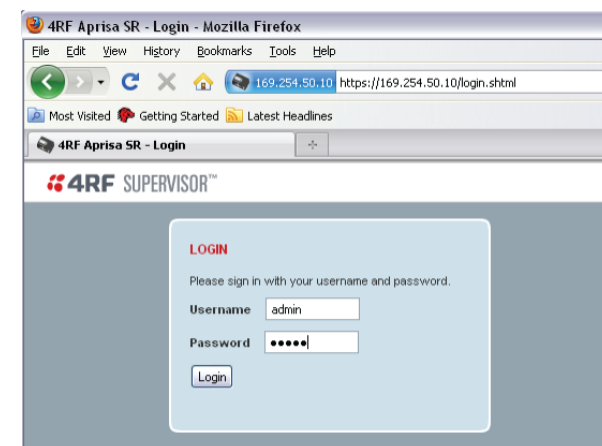 4RF Aprisa SR - Login - Mozilla Firefox
File Edit View History Bookmarks Tools Help
169.254.50.10 https://169.254.50.10/login.shtml
Most Visited Getting Started Latest Headlines
4RF Aprisa SR - Login
4RF SUPERVISOR™
LOGIN
Please sign in with your username and password.
Username admin
Password •••••
Login